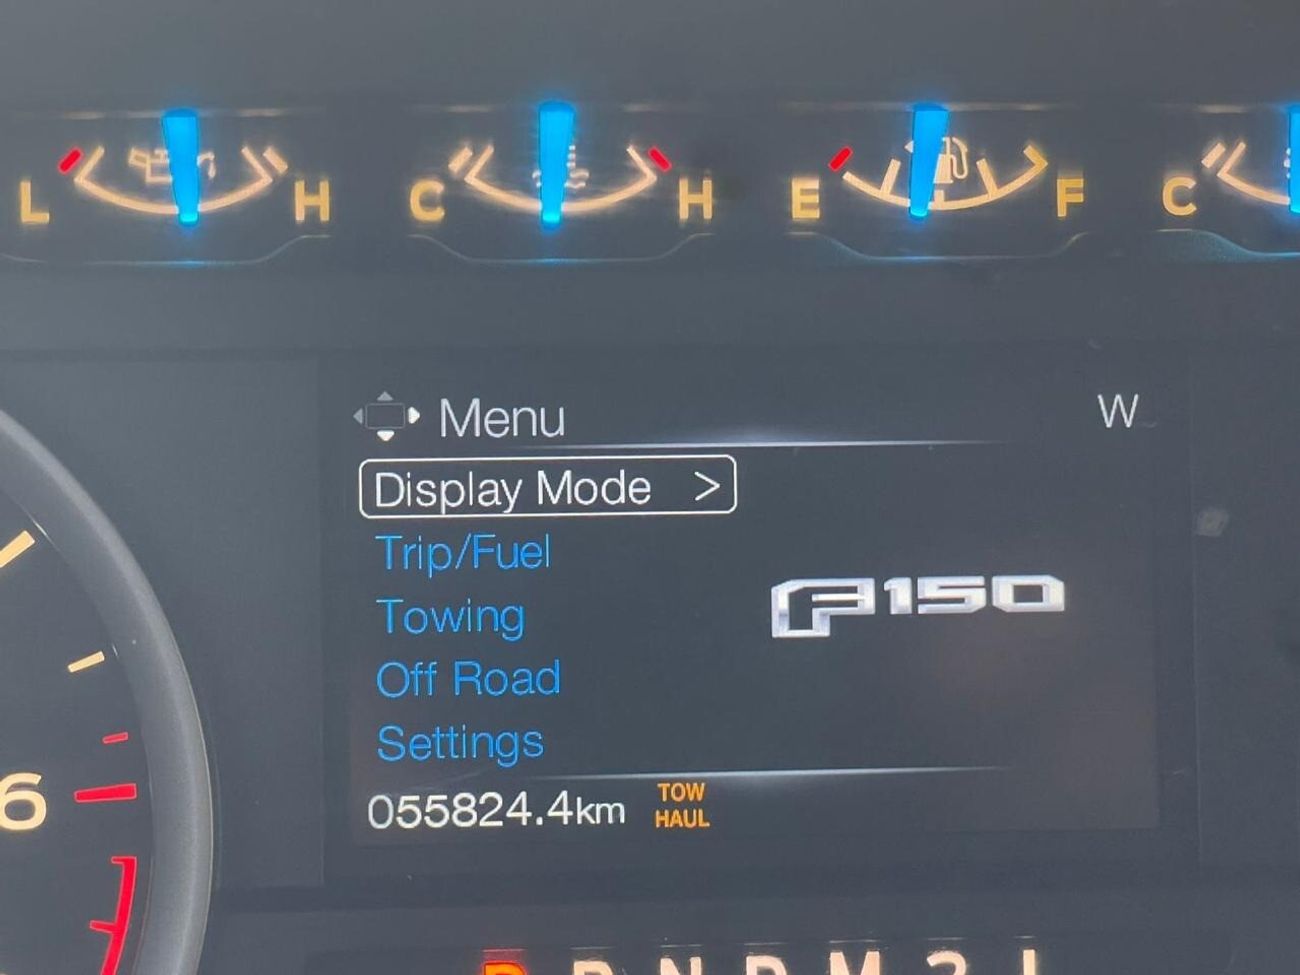 L H C H E F C
Menu W
Display Mode >
Trip/Fuel
F150
Towing
Off Road
Settings
055824.4km TOW
HAUL
6